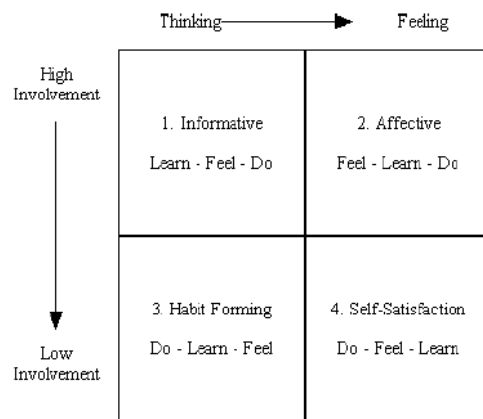 Thinking
Feeling
High
Involvement
1. Informative
Learn - Feel - Do
2. Affective
Feel - Learn - Do
3. Habit Forming
Do - Learn - Feel
4. Self-Satisfaction
Do - Feel - Learn
Low
Involvement